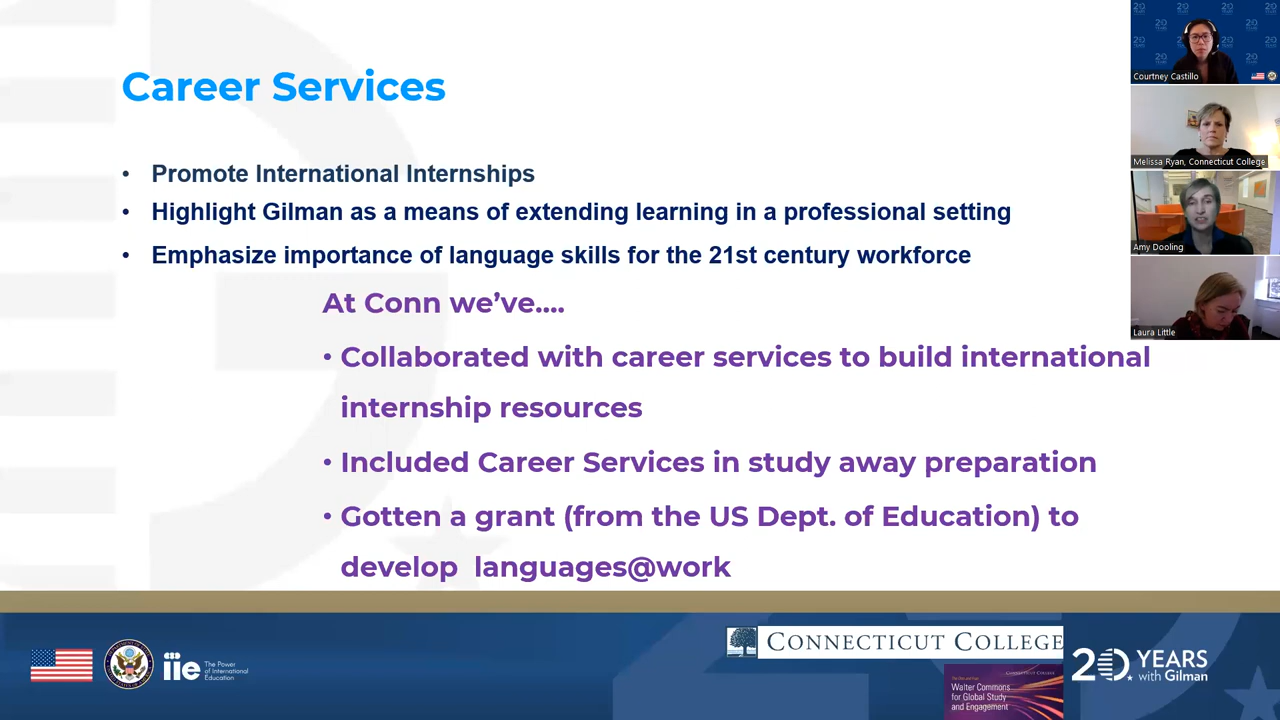 Career Services
• Promote International Internships
• Highlight Gilman as a means of extending learning in a professional setting
• Emphasize importance of language skills for the 21st century workforce
At Conn we’ve....
• Collaborated with career services to build international
internship resources
• Included Career Services in study away preparation
• Gotten a grant (from the US Dept. of Education) to
develop languages@work
Courtney Castillo
Melissa Ryan, Connecticut College
Amy Dooling
Laura Little
iie
The Power
of International
Education
CONNECTICUT COLLEGE
CONNECTICUT COLLEGE
Walter Commons
for Global Study
and Engagement
20 YEARS
with Gilman